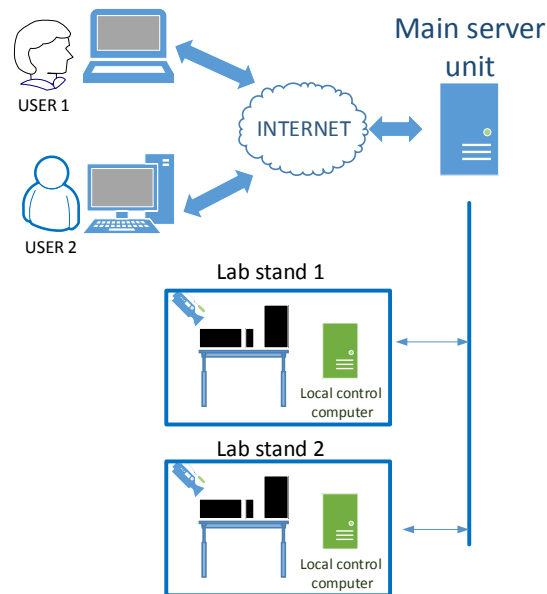 Main server
unit
USER 1
INTERNET
USER 2
Lab stand 1
Local control
computer
Lab stand 2
Local control
computer